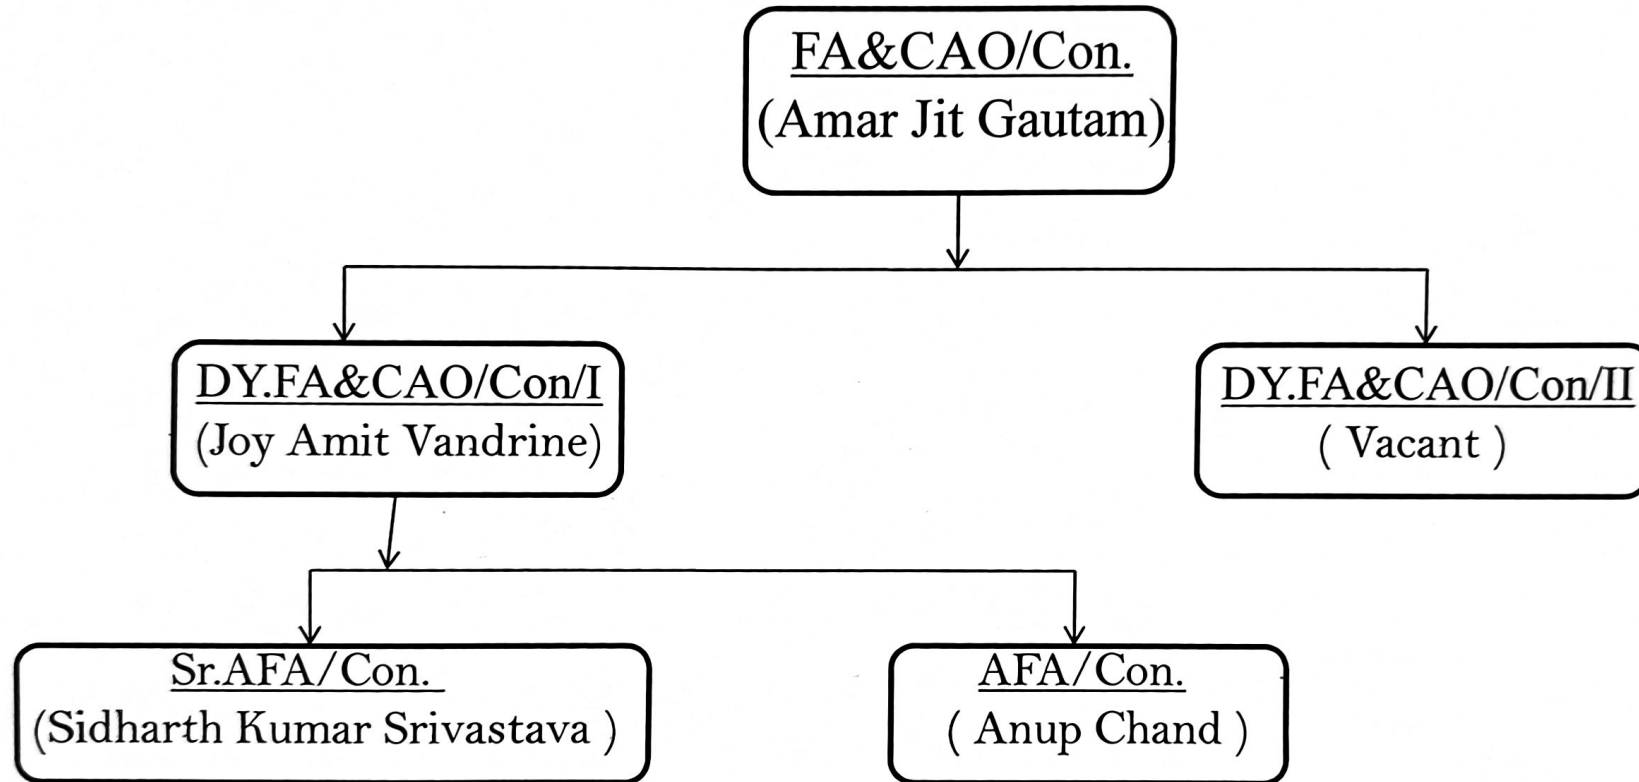 FA&CAO/Con.
(Amar Jit Gautam)
DY.FA&CAO/Con/I
(Joy Amit Vandrine)
DY.FA&CAO/Con/II
( Vacant )
Sr.AFA/Con.
(Sidharth Kumar Srivastava )
AFA/Con.
( Anup Chand )